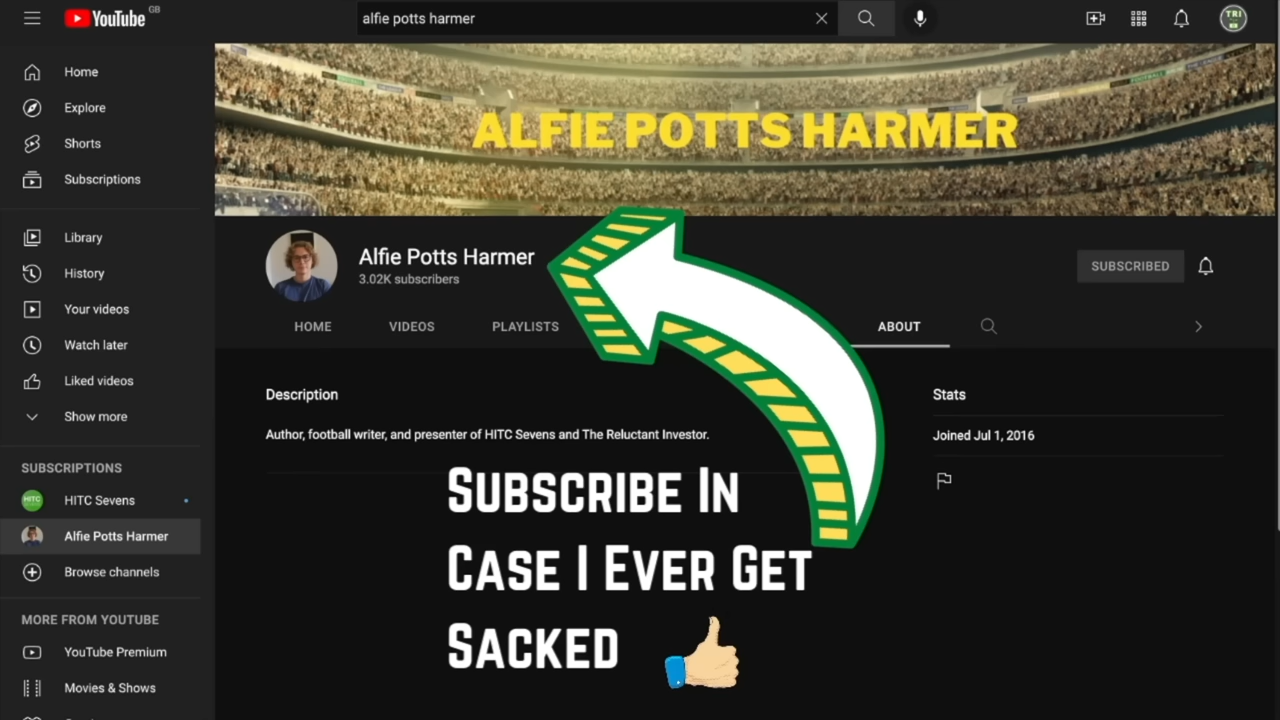 YouTube GB
alfie potts harmer
TRI
Home
Explore
Shorts
Subscriptions
Library
History
Your videos
Watch later
Liked videos
Show more
SUBSCRIPTIONS
HITC HITC Sevens
Alfie Potts Harmer
Browse channels
MORE FROM YOUTUBE
YouTube Premium
Movies & Shows
ALFIE POTTS HARMER
Alfie Potts Harmer
3.02K subscribers
SUBSCRIBED
HOME VIDEOS PLAYLISTS ABOUT
Description
Author, football writer, and presenter of HITC Sevens and The Reluctant Investor.
Stats
Joined Jul 1, 2016
SUBSCRIBE IN
CASE I EVER GET
SACKED